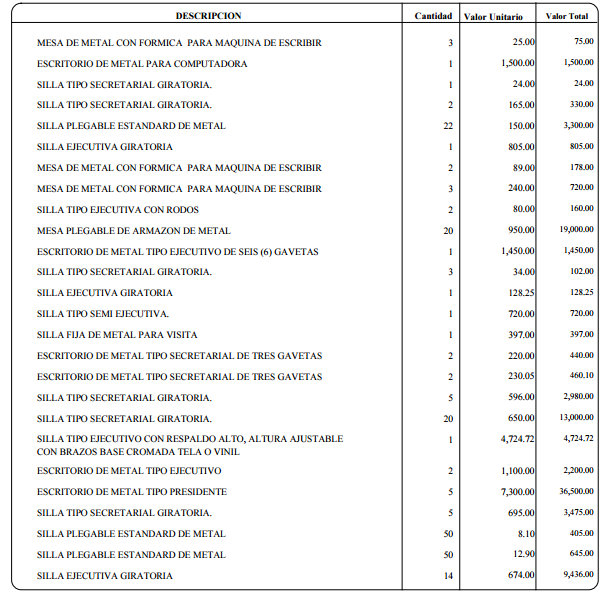 DESCRIPCION Cantidad Valor Unitario Valor Total
MESA DE METAL CON FORMICA PARA MAQUINA DE ESCRIBIR 3 25.00 75.00
ESCRITORIO DE METAL PARA COMPUTADORA 1 1,500.00 1,500.00
SILLA TIPO SECRETARIAL GIRATORIA. 1 24.00 24.00
SILLA TIPO SECRETARIAL GIRATORIA. 2 165.00 330.00
SILLA PLEGABLE ESTANDARD DE METAL 22 150.00 3,300.00
SILLA EJECUTIVA GIRATORIA 1 805.00 805.00
MESA DE METAL CON FORMICA PARA MAQUINA DE ESCRIBIR 2 89.00 178.00
MESA DE METAL CON FORMICA PARA MAQUINA DE ESCRIBIR 3 240.00 720.00
SILLA TIPO EJECUTIVA CON RODOS 2 80.00 160.00
MESA PLEGABLE DE ARMAZON DE METAL 20 950.00 19,000.00
ESCRITORIO DE METAL TIPO EJECUTIVO DE SEIS (6) GAVETAS 1 1,450.00 1,450.00
SILLA TIPO SECRETARIAL GIRATORIA. 3 34.00 102.00
SILLA EJECUTIVA GIRATORIA 1 128.25 128.25
SILLA TIPO SEMI EJECUTIVA. 1 720.00 720.00
SILLA FIJA DE METAL PARA VISITA 1 397.00 397.00
ESCRITORIO DE METAL TIPO SECRETARIAL DE TRES GAVETAS 2 220.00 440.00
ESCRITORIO DE METAL TIPO SECRETARIAL DE TRES GAVETAS 2 230.05 460.10
SILLA TIPO SECRETARIAL GIRATORIA. 5 596.00 2,980.00
SILLA TIPO SECRETARIAL GIRATORIA. 20 650.00 13,000.00
SILLA TIPO EJECUTIVO CON RESPALDO ALTO, ALTURA AJUSTABLE 1 4,724.72 4,724.72
CON BRAZOS BASE CROMADA TELA O VINIL
ESCRITORIO DE METAL TIPO EJECUTIVO 2 1,100.00 2,200.00
ESCRITORIO DE METAL TIPO PRESIDENTE 5 7,300.00 36,500.00
SILLA TIPO SECRETARIAL GIRATORIA. 5 695.00 3,475.00
SILLA PLEGABLE ESTANDARD DE METAL 50 8.10 405.00
SILLA PLEGABLE ESTANDARD DE METAL 50 12.90 645.00
SILLA EJECUTIVA GIRATORIA 14 674.00 9,436.00